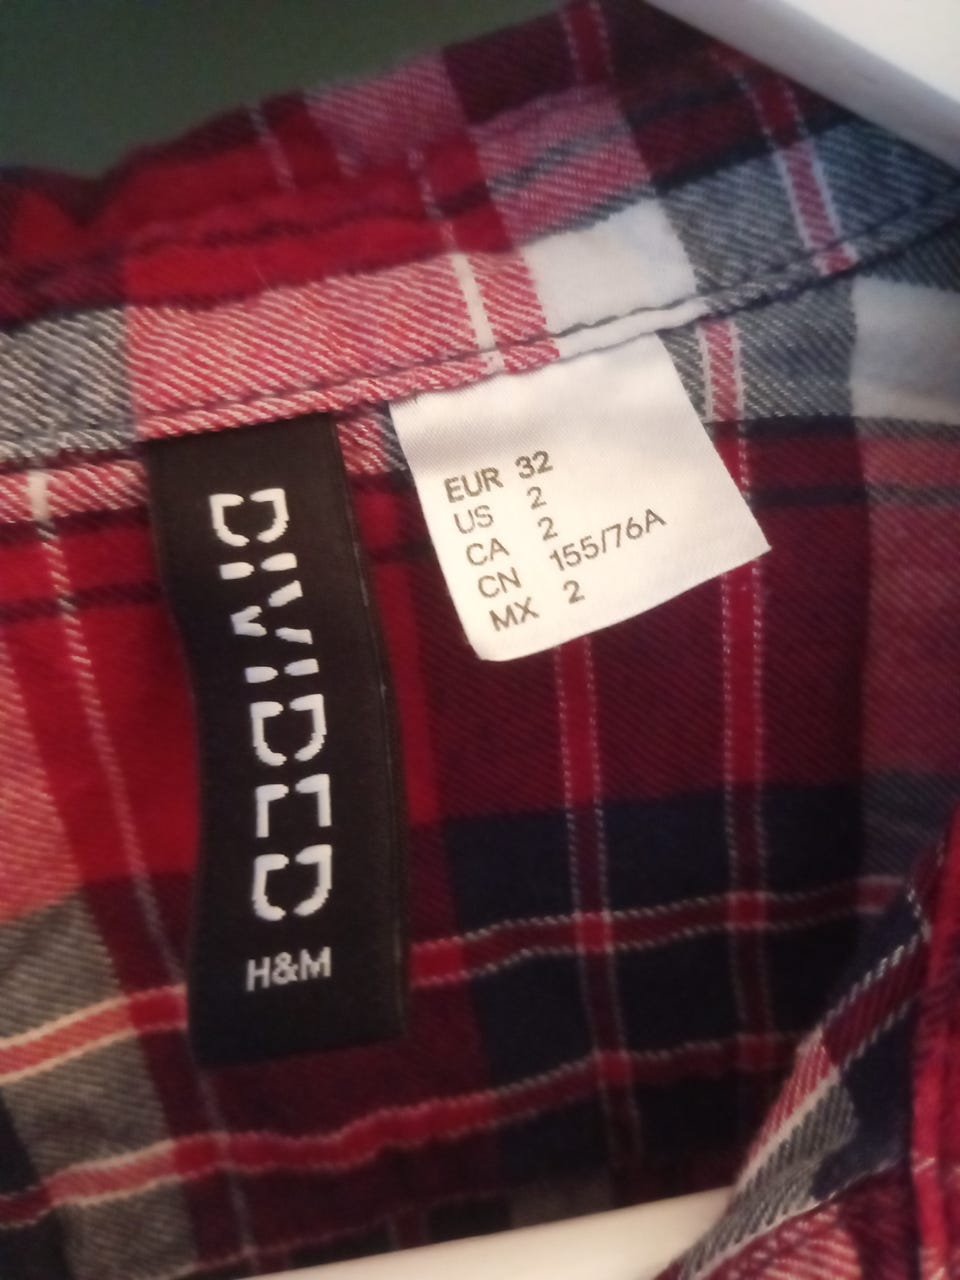 DIVIDED
H&M
EUR 32
US 2
CA 2
CN 155/76A
MX 2